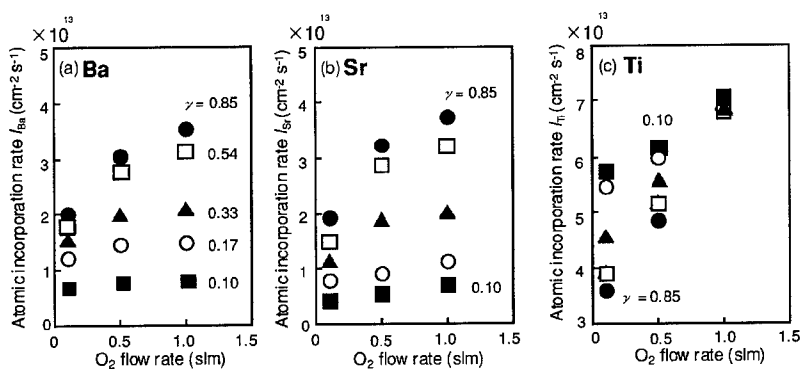 ×10¹³
5
4
3
2
1
0
(a) Ba
γ = 0.85
0.54
0.33
0.17
0.10
Atomic incorporation rate I_Ba (cm⁻² s⁻¹)
0 0.5 1.0 1.5
O₂ flow rate (slm)
×10¹³
5
4
3
2
1
0
(b) Sr
γ = 0.85
0.10
Atomic incorporation rate I_Sr (cm⁻² s⁻¹)
0 0.5 1.0 1.5
O₂ flow rate (slm)
×10¹³
8
7
6
5
4
3
(c) Ti
0.10
γ = 0.85
Atomic incorporation rate I_Ti (cm⁻² s⁻¹)
0 0.5 1.0 1.5
O₂ flow rate (slm)